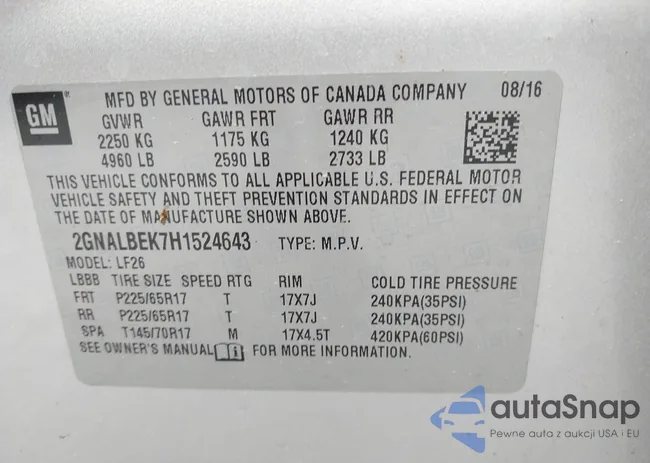 GM
MFD BY GENERAL MOTORS OF CANADA COMPANY 08/16
GVWR GAWR FRT GAWR RR
2250 KG 1175 KG 1240 KG
4960 LB 2590 LB 2733 LB
THIS VEHICLE CONFORMS TO ALL APPLICABLE U.S. FEDERAL MOTOR
VEHICLE SAFETY AND THEFT PREVENTION STANDARDS IN EFFECT ON
THE DATE OF MANUFACTURE SHOWN ABOVE.
2GNALBEK7H1524643 TYPE: M.P.V.
MODEL: LF26
LBBB TIRE SIZE SPEED RTG RIM COLD TIRE PRESSURE
FRT P225/65R17 T 17X7J 240KPA(35PSI)
RR P225/65R17 T 17X7J 240KPA(35PSI)
SPA T145/70R17 M 17X4.5T 420KPA(60PSI)
SEE OWNER'S MANUAL FOR MORE INFORMATION.
autaSnap
Pewne auta z aukcji USA i EU